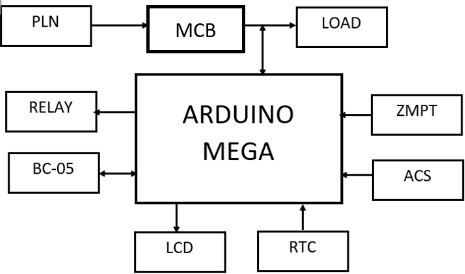 PLN
MCB
LOAD
RELAY
ARDUINO
MEGA
ZMPT
BC-05
ACS
LCD
RTC